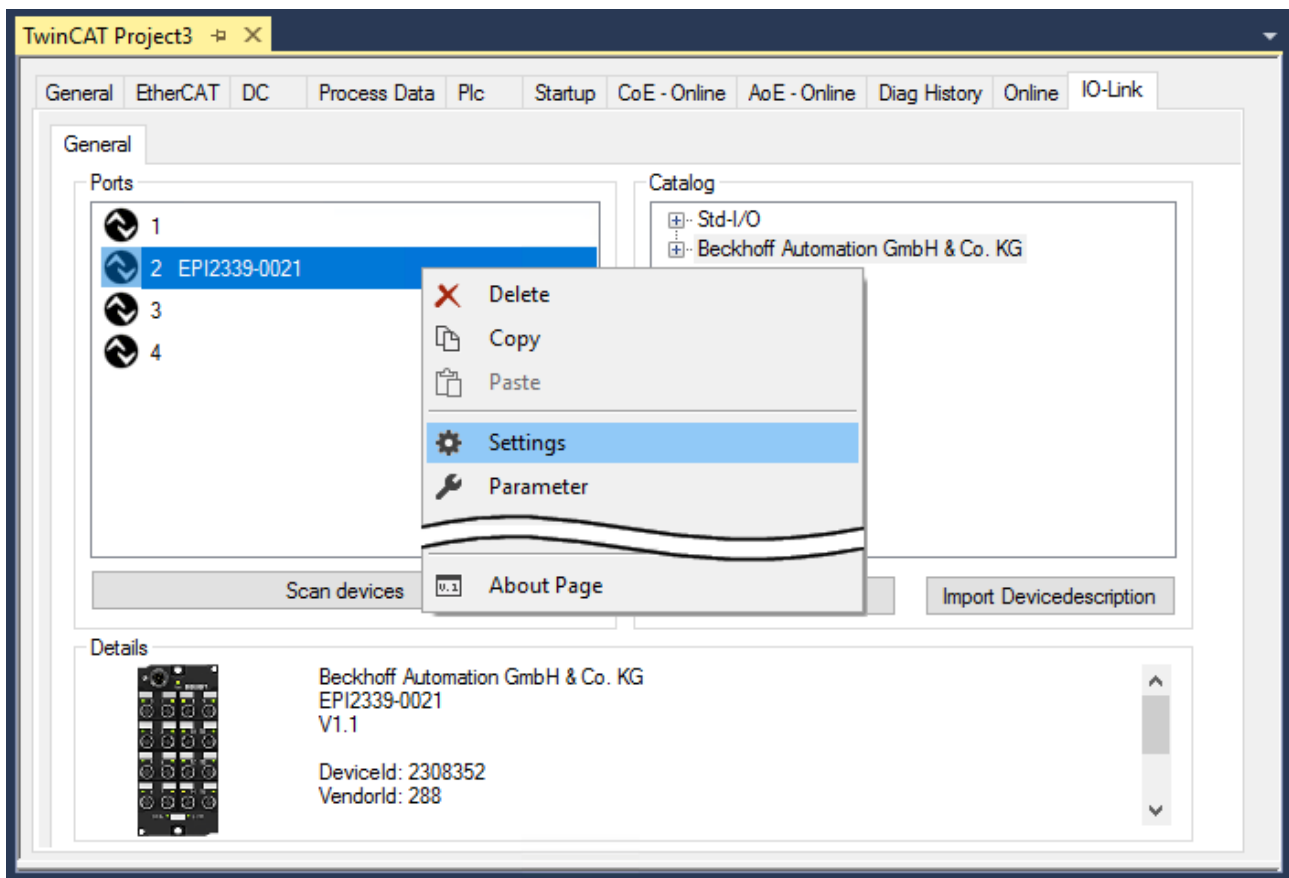 TwinCAT Project3
General EtherCAT DC Process Data Plc Startup CoE - Online AoE - Online Diag History Online IO-Link
General
Ports
1
2 EPI2339-0021
3
4
Catalog
Std-I/O
Beckhoff Automation GmbH & Co. KG
Delete
Copy
Paste
Settings
Parameter
About Page
Scan devices
Import Devicedescription
Details
Beckhoff Automation GmbH & Co. KG
EPI2339-0021
V1.1
DeviceId: 2308352
VendorId: 288